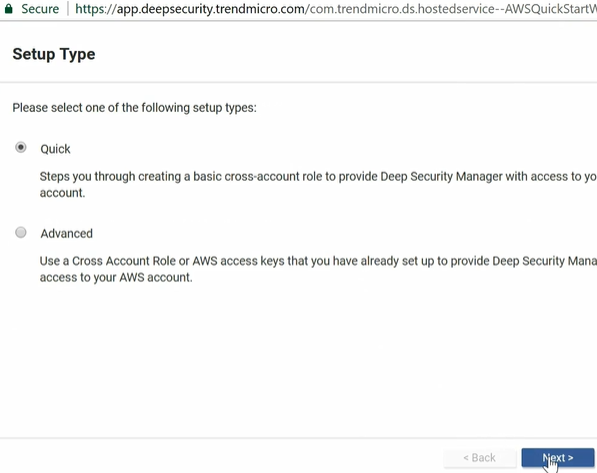 Secure
https://app.deepsecurity.trendmicro.com/com.trendmicro.ds.hostedservice--AWSQuickStartW
Setup Type
Please select one of the following setup types:
Quick
Steps you through creating a basic cross-account role to provide Deep Security Manager with access to yo
account.
Advanced
Use a Cross Account Role or AWS access keys that you have already set up to provide Deep Security Mana
access to your AWS account.
< Back
Next >